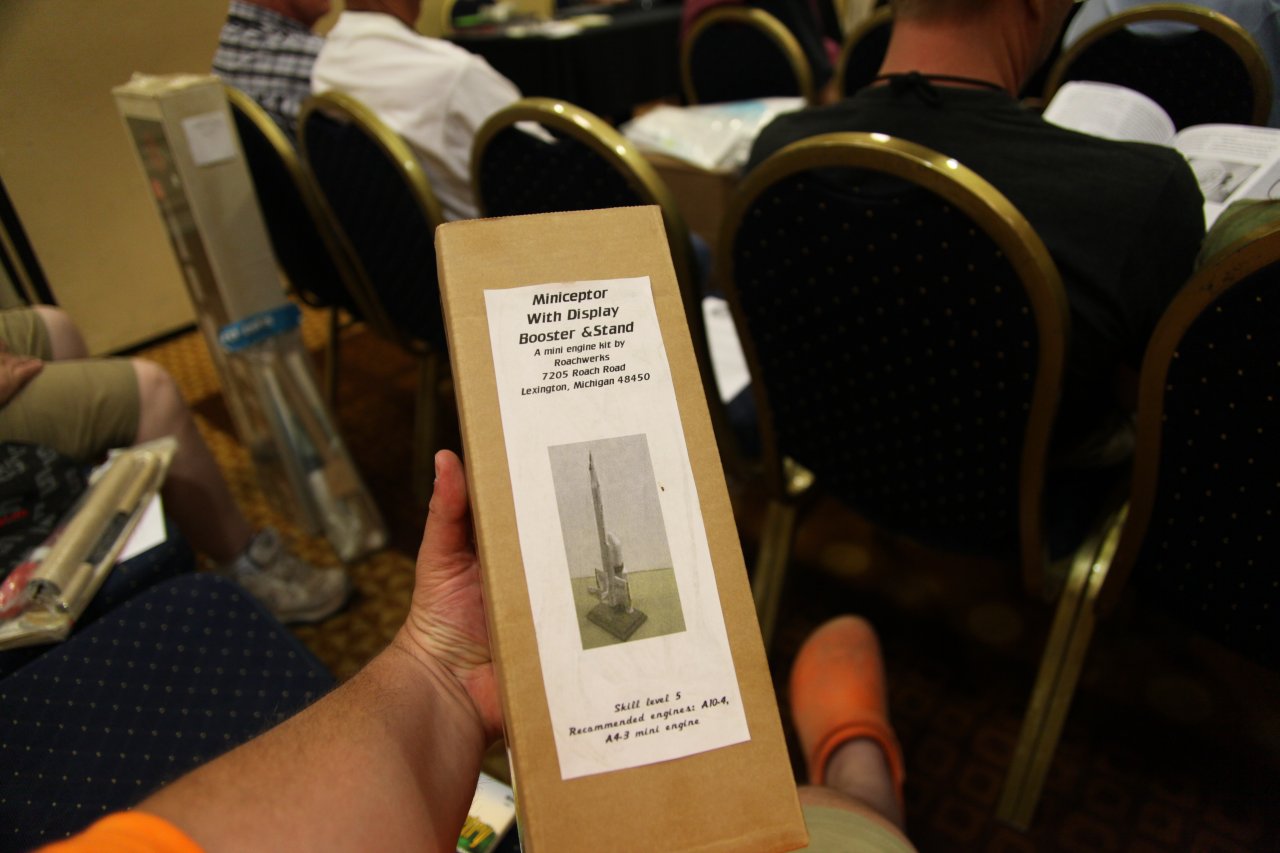 Miniceptor
With Display
Booster &Stand
A mini engine kit by
Roachwerks
7205 Roach Road
Lexington, Michigan 48450
Skill level 5
Recommended engines: A10-4,
A4-3 mini engine